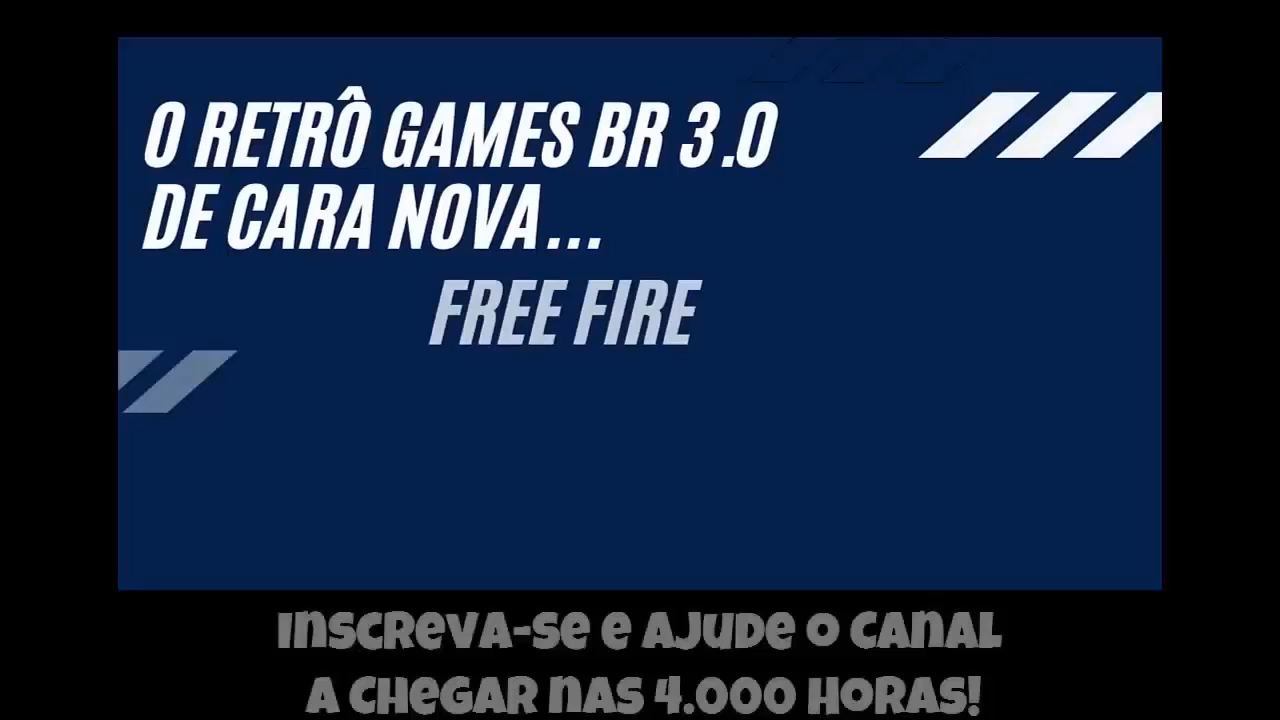 O RETRÔ GAMES BR 3.0
DE CARA NOVA...
FREE FIRE
INSCREVA-SE E AJUDE O CANAL
A CHEGAR NAS 4.000 HORAS!